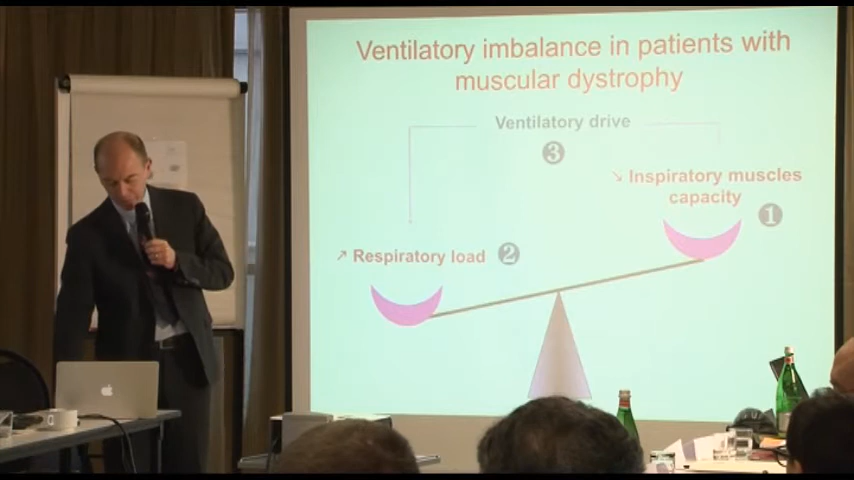 Ventilatory imbalance in patients with
muscular dystrophy
Ventilatory drive
3
↘ Inspiratory muscles
capacity
1
↗ Respiratory load
2